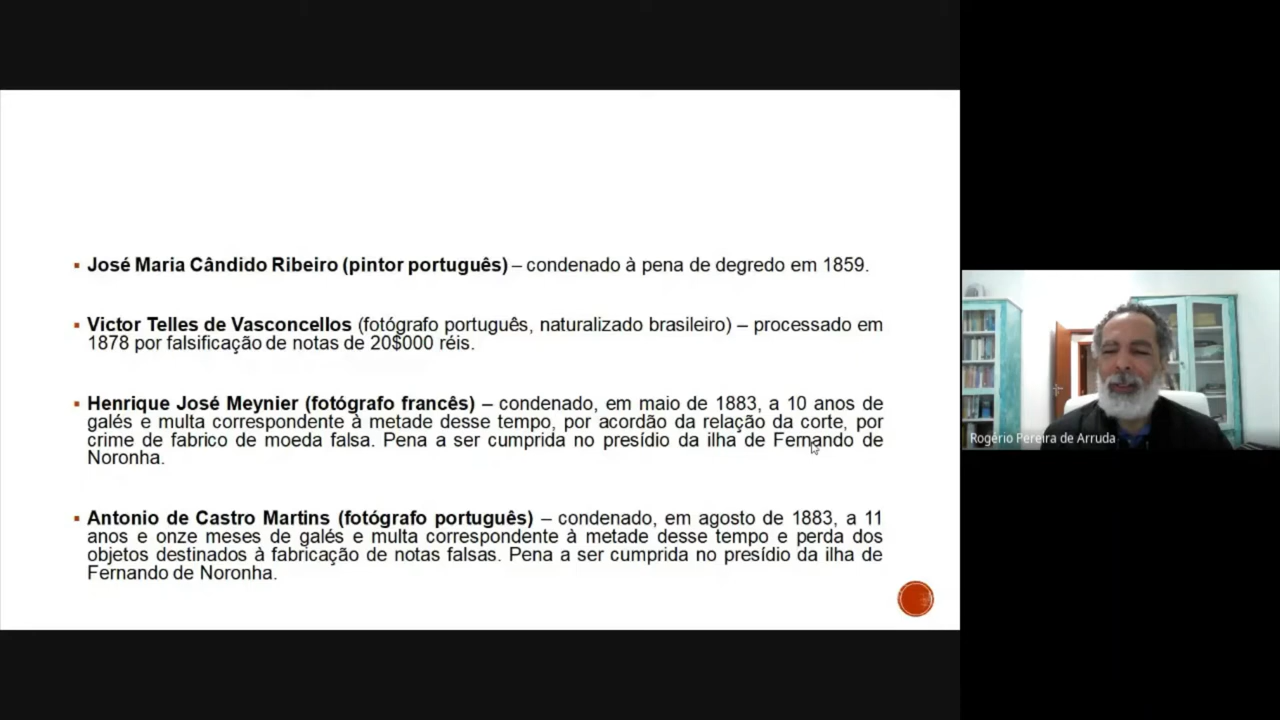 José Maria Cândido Ribeiro (pintor português) – condenado à pena de degredo em 1859.
Victor Telles de Vasconcellos (fotógrafo português, naturalizado brasileiro) – processado em
1878 por falsificação de notas de 20$000 réis.
Henrique José Meynier (fotógrafo francês) – condenado, em maio de 1883, a 10 anos de
galés e multa correspondente à metade desse tempo, por acordão da relação da corte, por
crime de fabrico de moeda falsa. Pena a ser cumprida no presídio da ilha de Fernando de
Noronha.
Antonio de Castro Martins (fotógrafo português) – condenado, em agosto de 1883, a 11
anos e onze meses de galés e multa correspondente à metade desse tempo e perda dos
objetos destinados à fabricação de notas falsas. Pena a ser cumprida no presídio da ilha de
Fernando de Noronha.
Rogério Pereira de Arruda